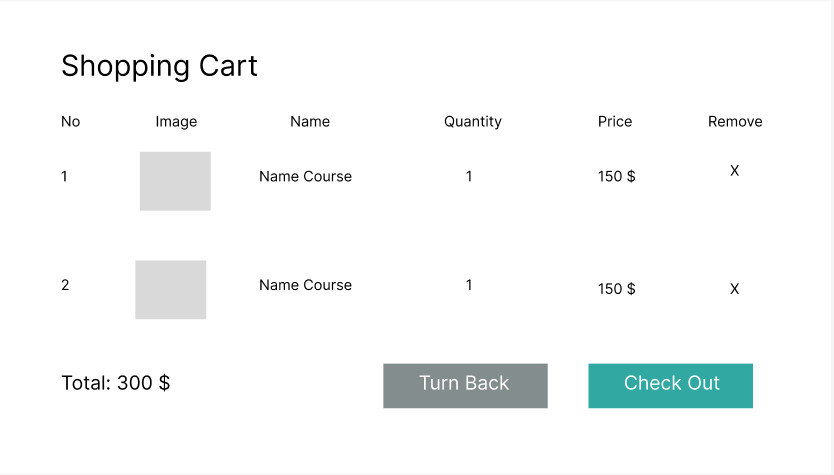 Shopping Cart
No Image Name Quantity Price Remove
1 Name Course 1 150 $ X
2 Name Course 1 150 $ X
Total: 300 $ Turn Back Check Out